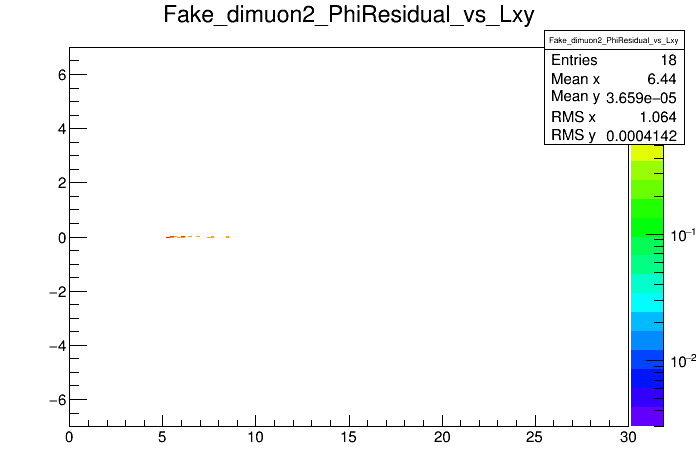 Fake_dimuon2_PhiResidual_vs_Lxy
Fake_dimuon2_PhiResidual_vs_Lxy
Entries 18
Mean x 6.44
Mean y 3.659e−05
RMS x 1.064
RMS y 0.0004142
6
4
2
0
−2
−4
−6
0 5 10 15 20 25 30
10−1
10−2